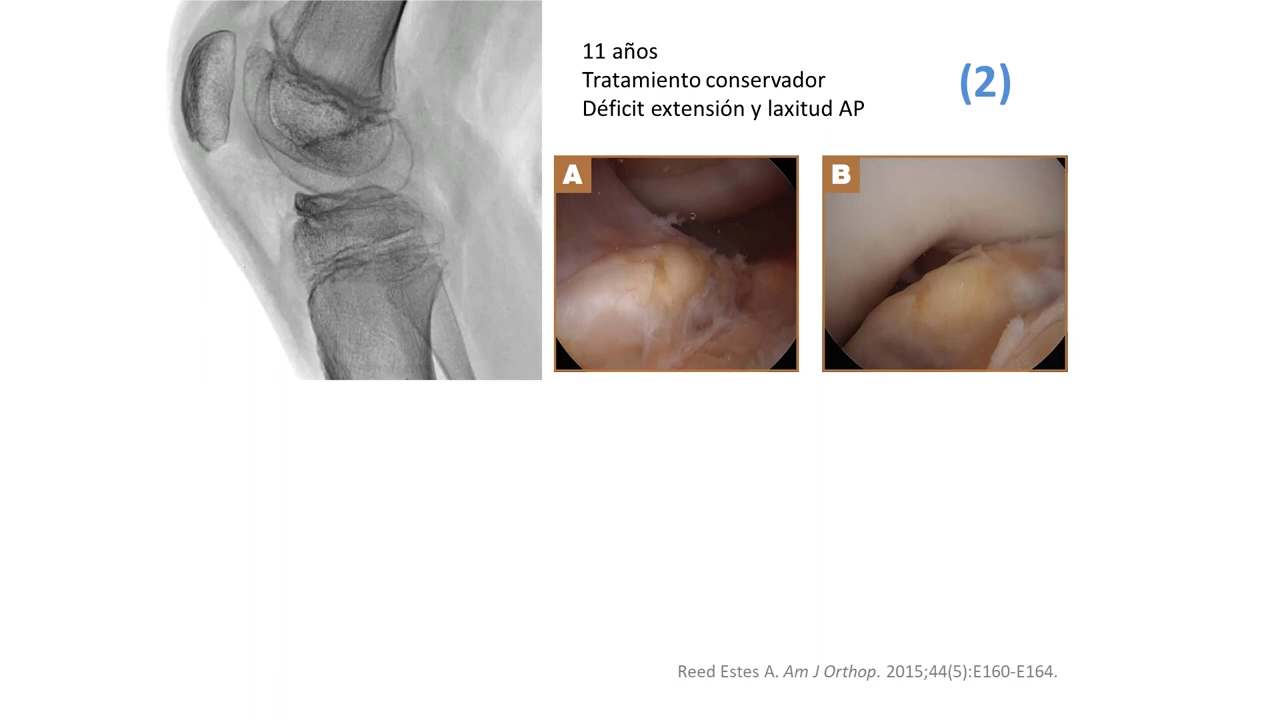 11 años
Tratamiento conservador
Déficit extensión y laxitud AP
(2)
A
B
Reed Estes A. Am J Orthop. 2015;44(5):E160-E164.